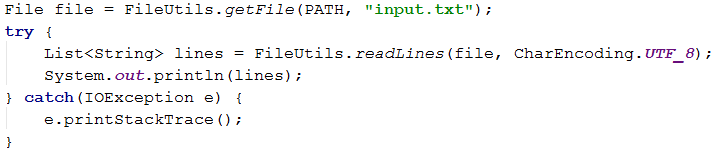 File file = FileUtils.getFile(PATH, "input.txt");
try {
    List<String> lines = FileUtils.readLines(file, CharEncoding.UTF_8);
    System.out.println(lines);
} catch(IOException e) {
    e.printStackTrace();
}